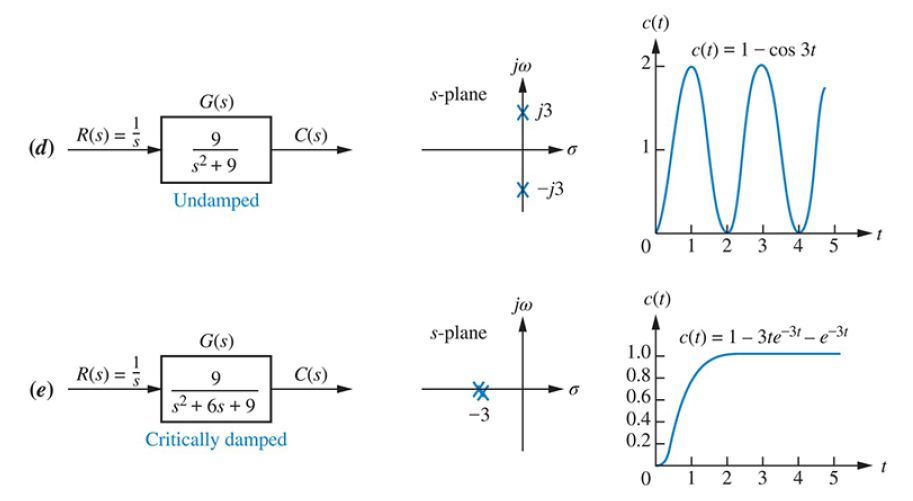 (d)
R(s) = 1/s
G(s)
9
s² + 9
C(s)
Undamped
s-plane
jω
j3
σ
−j3
c(t)
c(t) = 1 − cos 3t
2
1
0 1 2 3 4 5 t
(e)
R(s) = 1/s
G(s)
9
s² + 6s + 9
C(s)
Critically damped
s-plane
jω
σ
−3
c(t)
c(t) = 1 − 3te⁻³ᵗ − e⁻³ᵗ
1.0
0.8
0.6
0.4
0.2
0 1 2 3 4 5 t